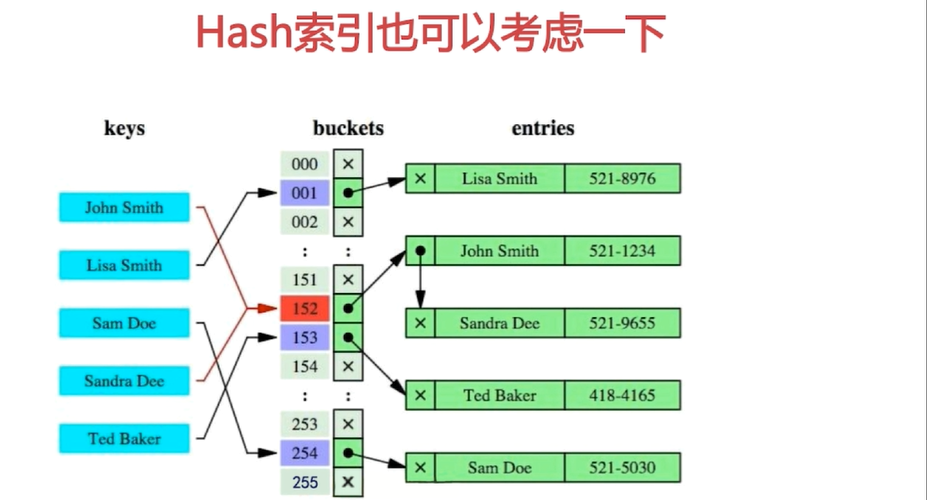 Hash索引也可以考虑一下
keys buckets entries
000 ×
Lisa Smith 521-8976
001
John Smith
002 ×
: :
John Smith 521-1234
Lisa Smith
151 ×
152
Sam Doe
Sandra Dee 521-9655
153
154 ×
Sandra Dee
: :
Ted Baker 418-4165
253 ×
Ted Baker
254
Sam Doe 521-5030
255 ×